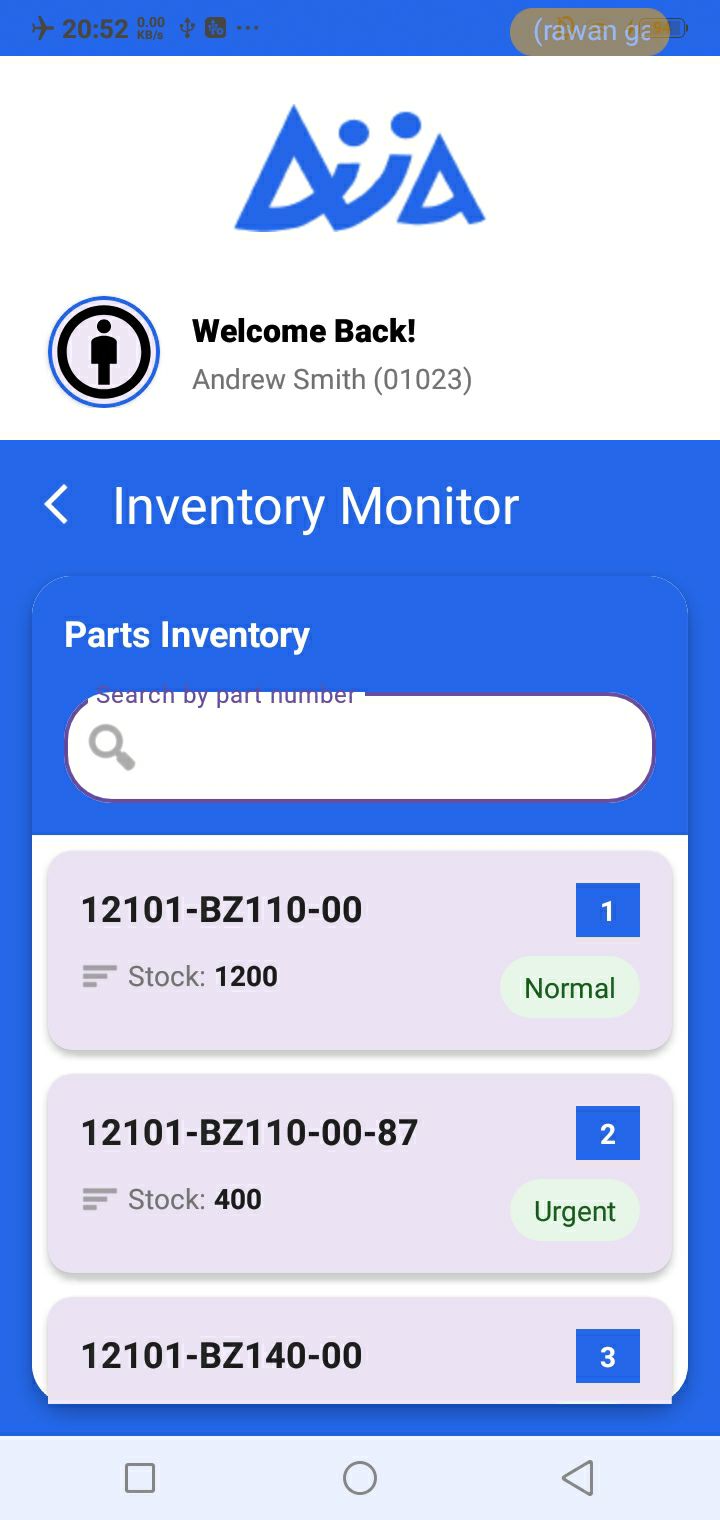 20:52 0.00 KB/s
(rawan ga
Welcome Back!
Andrew Smith (01023)
Inventory Monitor
Parts Inventory
Search by part number
12101-BZ110-00
1
Stock: 1200
Normal
12101-BZ110-00-87
2
Stock: 400
Urgent
12101-BZ140-00
3